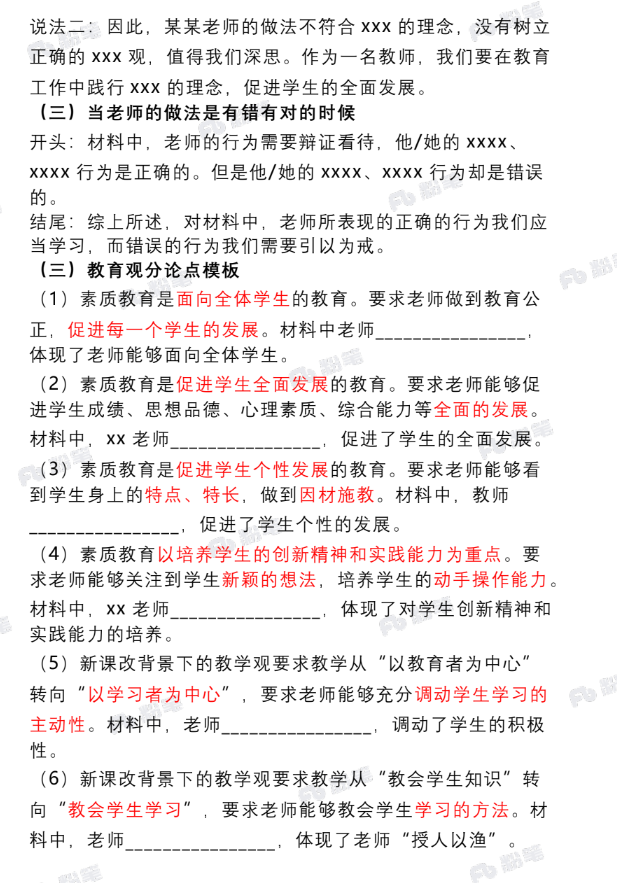 说法二：因此，某某老师的做法不符合 xxx 的理念，没有树立
正确的 xxx 观，值得我们深思。作为一名教师，我们要在教育
工作中践行 xxx 的理念，促进学生的全面发展。
（三）当老师的做法是有错有对的时候
开头：材料中，老师的行为需要辩证看待，他/她的 xxxx、
xxxx 行为是正确的。但是他/她的 xxxx、xxxx 行为却是错误
的。
结尾：综上所述，对材料中，老师所表现的正确的行为我们应
当学习，而错误的行为我们需要引以为戒。
（三）教育观分论点模板
（1）素质教育是面向全体学生的教育。要求老师做到教育公
正，促进每一个学生的发展。材料中老师________________，
体现了老师能够面向全体学生。
（2）素质教育是促进学生全面发展的教育。要求老师能够促
进学生成绩、思想品德、心理素质、综合能力等全面的发展。
材料中，xx 老师________________，促进了学生的全面发展。
（3）素质教育是促进学生个性发展的教育。要求老师能够看
到学生身上的特点、特长，做到因材施教。材料中，教师
________________，促进了学生个性的发展。
（4）素质教育以培养学生的创新精神和实践能力为重点。要
求老师能够关注到学生新颖的想法，培养学生的动手操作能力。
材料中，xx 老师________________，体现了对学生创新精神和
实践能力的培养。
（5）新课改背景下的教学观要求教学从“以教育者为中心”
转向“以学习者为中心”，要求老师能够充分调动学生学习的
主动性。材料中，老师________________，调动了学生的积极
性。
（6）新课改背景下的教学观要求教学从“教会学生知识”转
向“教会学生学习”，要求老师能够教会学生学习的方法。材
料中，老师________________，体现了老师“授人以渔”。